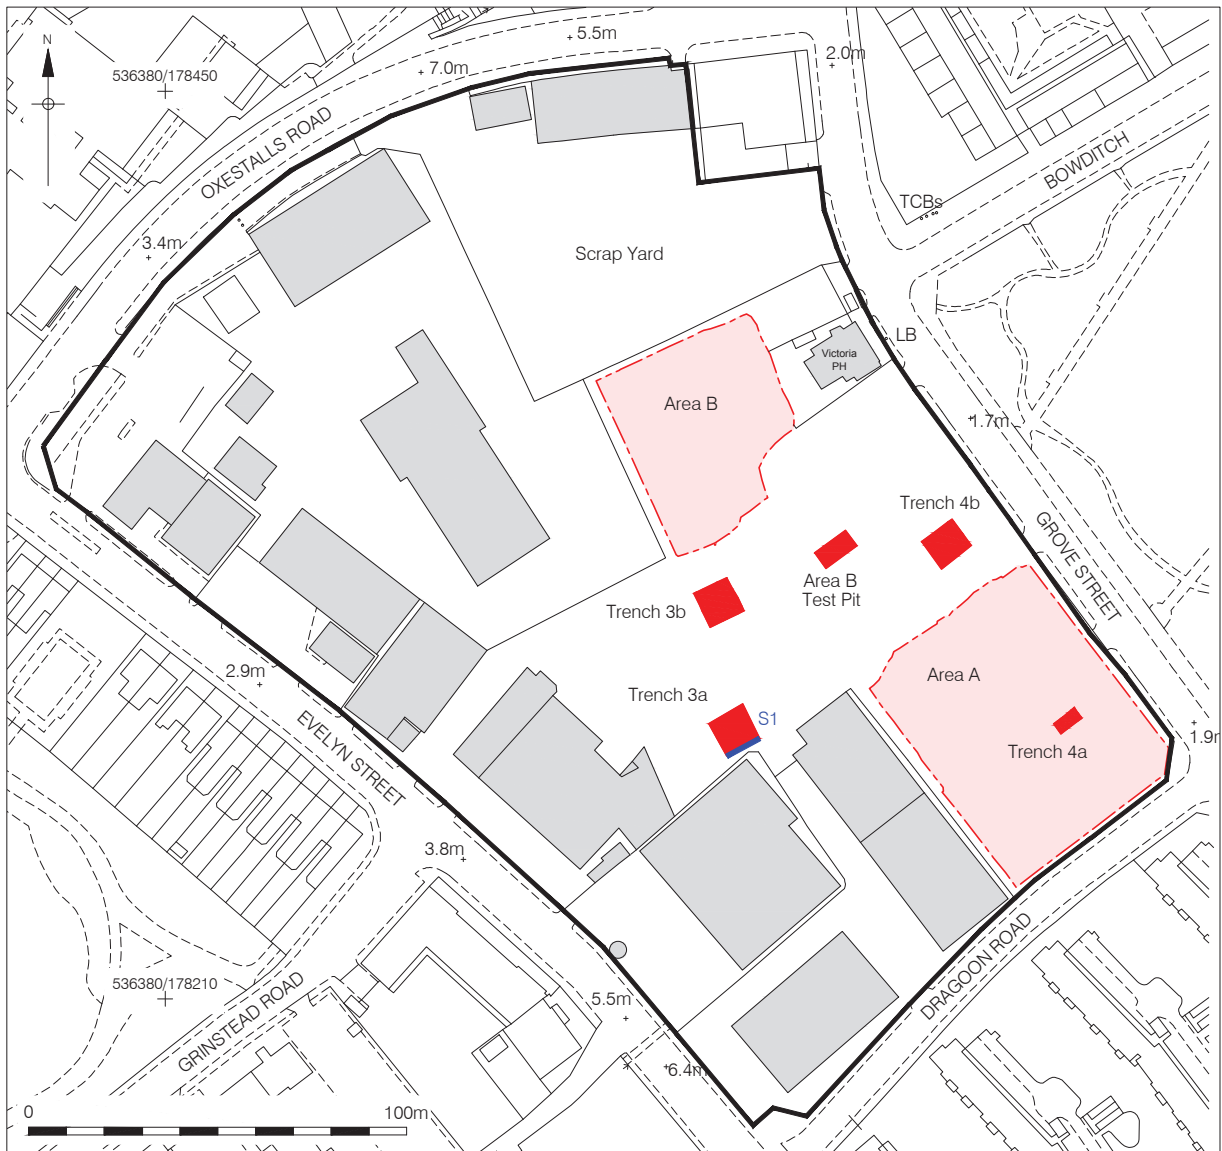 5.5m
N
2.0m
7.0m
536380/178450
OXESTALLS ROAD
BOWDITCH
TCBs
3.4m
Scrap Yard
LB
Victoria
PH
Area B
1.7m
Trench 4b
GROVE STREET
Area B
Test Pit
Trench 3b
2.9m
Area A
Trench 3a
S1
EVELYN STREET
1.9m
Trench 4a
3.8m
DRAGOON ROAD
536380/178210
5.5m
GRINSTEAD ROAD
6.4m
0
100m